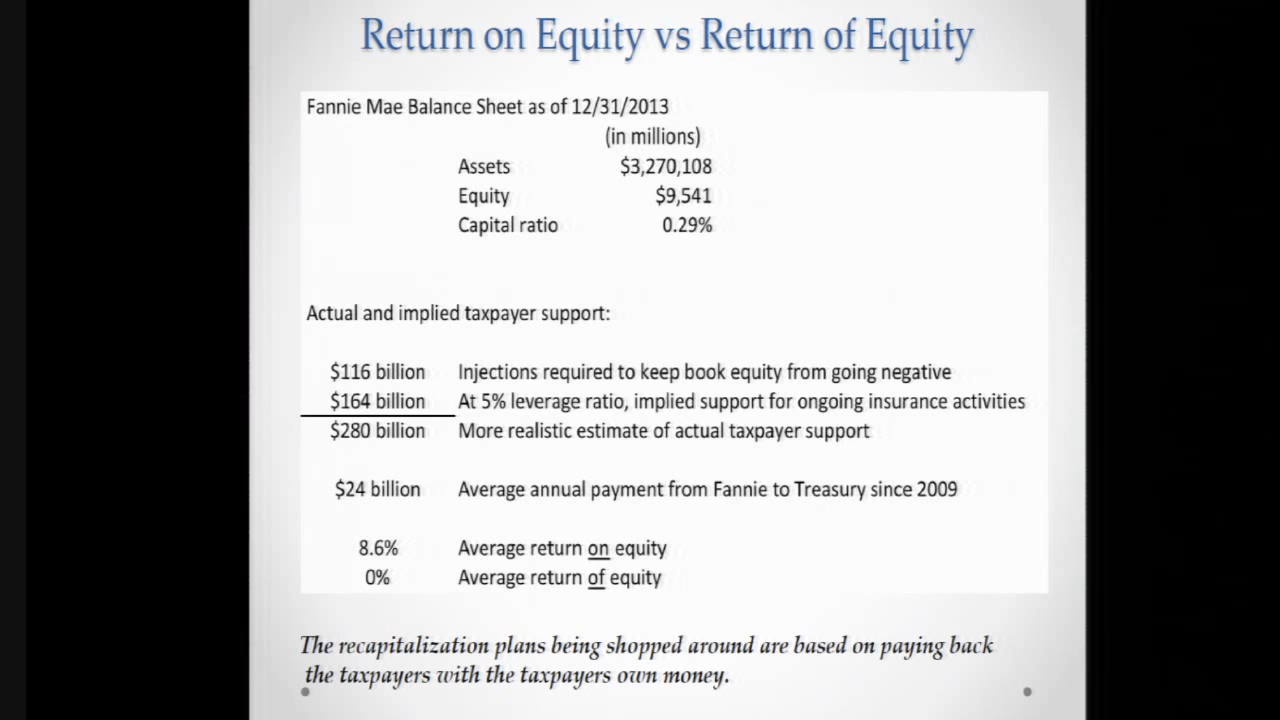 Return on Equity vs Return of Equity
Fannie Mae Balance Sheet as of 12/31/2013
(in millions)
Assets $3,270,108
Equity $9,541
Capital ratio 0.29%
Actual and implied taxpayer support:
$116 billion Injections required to keep book equity from going negative
$164 billion At 5% leverage ratio, implied support for ongoing insurance activities
$280 billion More realistic estimate of actual taxpayer support
$24 billion Average annual payment from Fannie to Treasury since 2009
8.6% Average return on equity
0% Average return of equity
The recapitalization plans being shopped around are based on paying back
the taxpayers with the taxpayers own money.